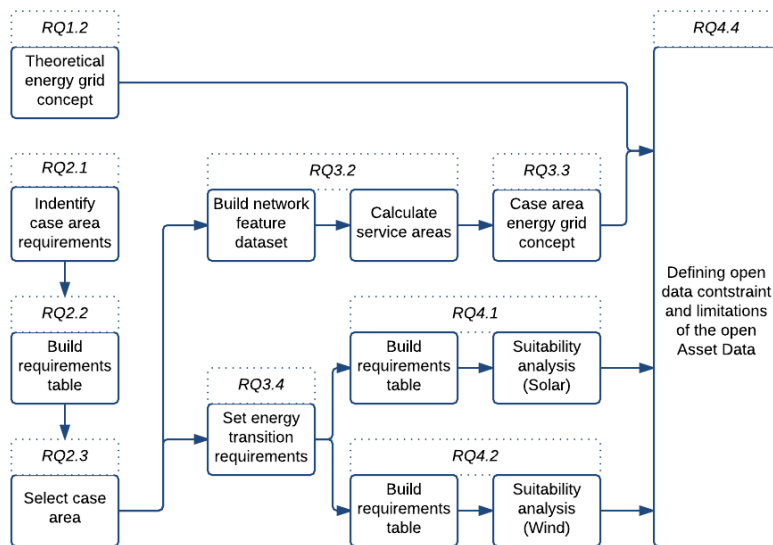 RQ1.2
Theoretical
energy grid
concept
RQ2.1
Indentify
case area
requirements
RQ2.2
Build
requirements
table
RQ2.3
Select case
area
RQ3.2
Build network
feature
dataset
Calculate
service areas
RQ3.3
Case area
energy grid
concept
RQ3.4
Set energy
transition
requirements
RQ4.1
Build
requirements
table
Suitability
analysis
(Solar)
RQ4.2
Build
requirements
table
Suitability
analysis
(Wind)
RQ4.4
Defining open
data contstraint
and limitations
of the open
Asset Data